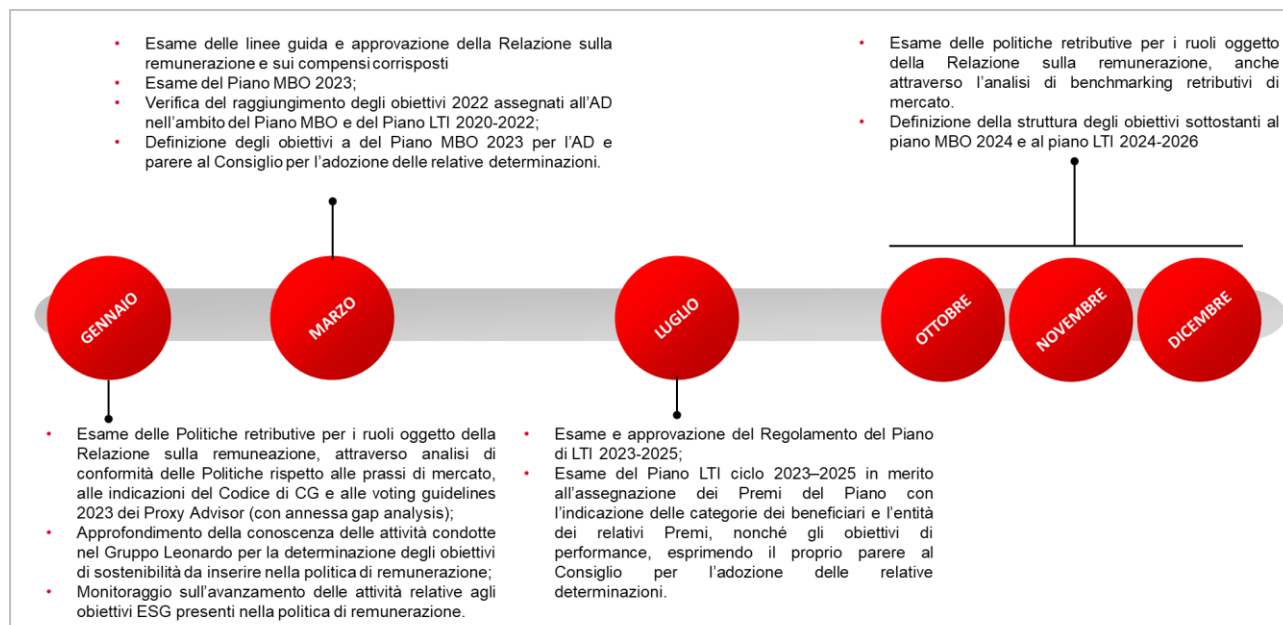 • Esame delle linee guida e approvazione della Relazione sulla
remunerazione e sui compensi corrisposti
• Esame del Piano MBO 2023;
• Verifica del raggiungimento degli obiettivi 2022 assegnati all’AD
nell’ambito del Piano MBO e del Piano LTI 2020-2022;
• Definizione degli obiettivi a del Piano MBO 2023 per l’AD e
parere al Consiglio per l’adozione delle relative determinazioni.
• Esame delle politiche retributive per i ruoli oggetto
della Relazione sulla remunerazione, anche
attraverso l’analisi di benchmarking retributivi di
mercato.
• Definizione della struttura degli obiettivi sottostanti al
piano MBO 2024 e al piano LTI 2024-2026
GENNAIO
MARZO
LUGLIO
OTTOBRE
NOVEMBRE
DICEMBRE
• Esame delle Politiche retributive per i ruoli oggetto della
Relazione sulla remuneazione, attraverso analisi di
conformità delle Politiche rispetto alle prassi di mercato,
alle indicazioni del Codice di CG e alle voting guidelines
2023 dei Proxy Advisor (con annessa gap analysis);
• Approfondimento della conoscenza delle attività condotte
nel Gruppo Leonardo per la determinazione degli obiettivi
di sostenibilità da inserire nella politica di remunerazione;
• Monitoraggio sull’avanzamento delle attività relative agli
obiettivi ESG presenti nella politica di remunerazione.
• Esame e approvazione del Regolamento del Piano
di LTI 2023-2025;
• Esame del Piano LTI ciclo 2023–2025 in merito
all’assegnazione dei Premi del Piano con
l’indicazione delle categorie dei beneficiari e l’entità
dei relativi Premi, nonché gli obiettivi di
performance, esprimendo il proprio parere al
Consiglio per l’adozione delle relative
determinazioni.